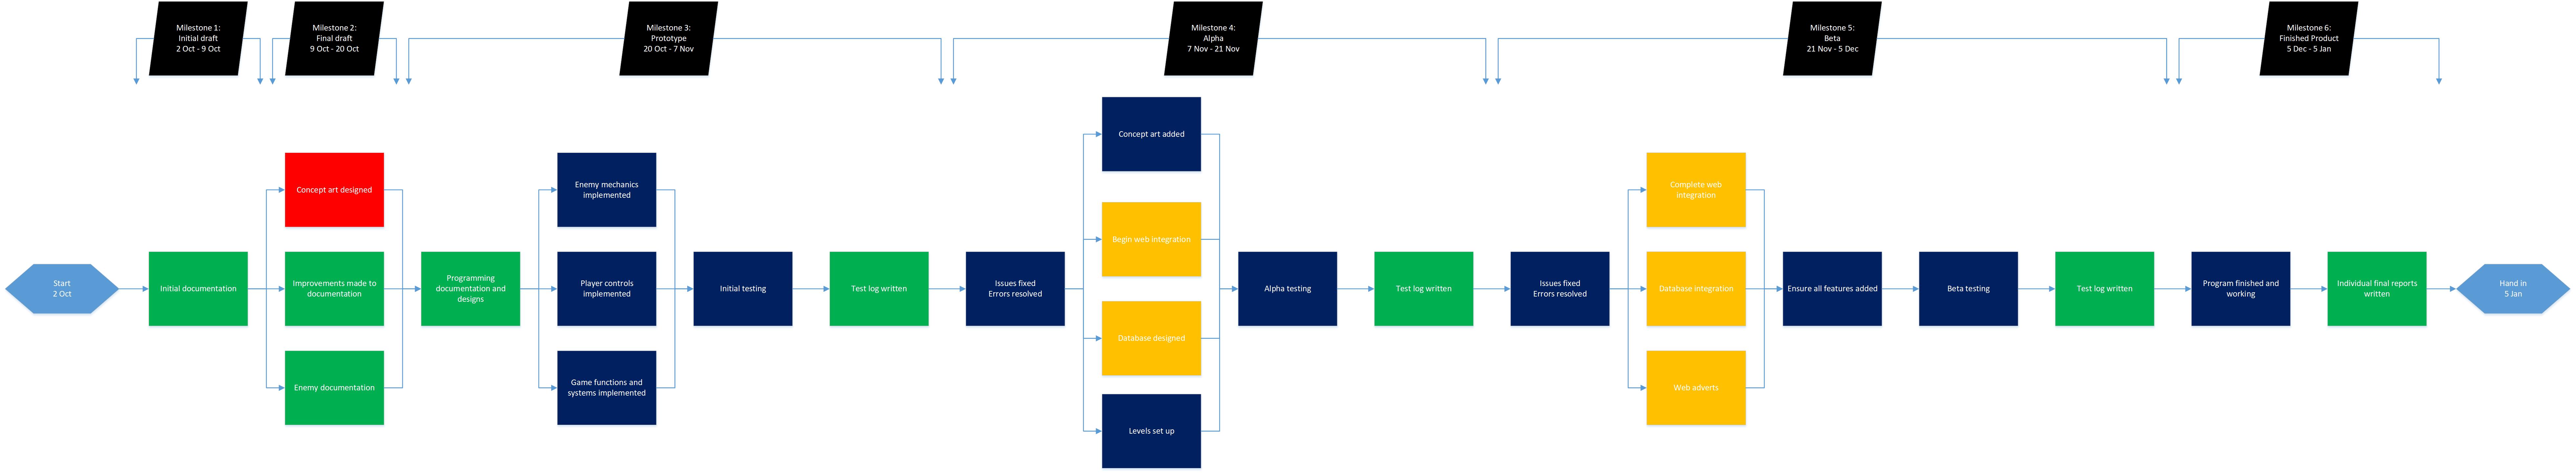 Milestone 1:
Initial draft
2 Oct - 9 Oct
Milestone 2:
Final draft
9 Oct - 20 Oct
Milestone 3:
Prototype
20 Oct - 7 Nov
Milestone 4:
Alpha
7 Nov - 21 Nov
Milestone 5:
Beta
21 Nov - 5 Dec
Milestone 6:
Finished Product
5 Dec - 5 Jan
Start
2 Oct
Initial documentation
Concept art designed
Improvements made to
documentation
Enemy documentation
Programming
documentation and
designs
Enemy mechanics
implemented
Player controls
implemented
Game functions and
systems implemented
Initial testing
Test log written
Issues fixed
Errors resolved
Concept art added
Begin web integration
Database designed
Levels set up
Alpha testing
Test log written
Issues fixed
Errors resolved
Complete web
integration
Database integration
Web adverts
Ensure all features added
Beta testing
Test log written
Program finished and
working
Individual final reports
written
Hand in
5 Jan